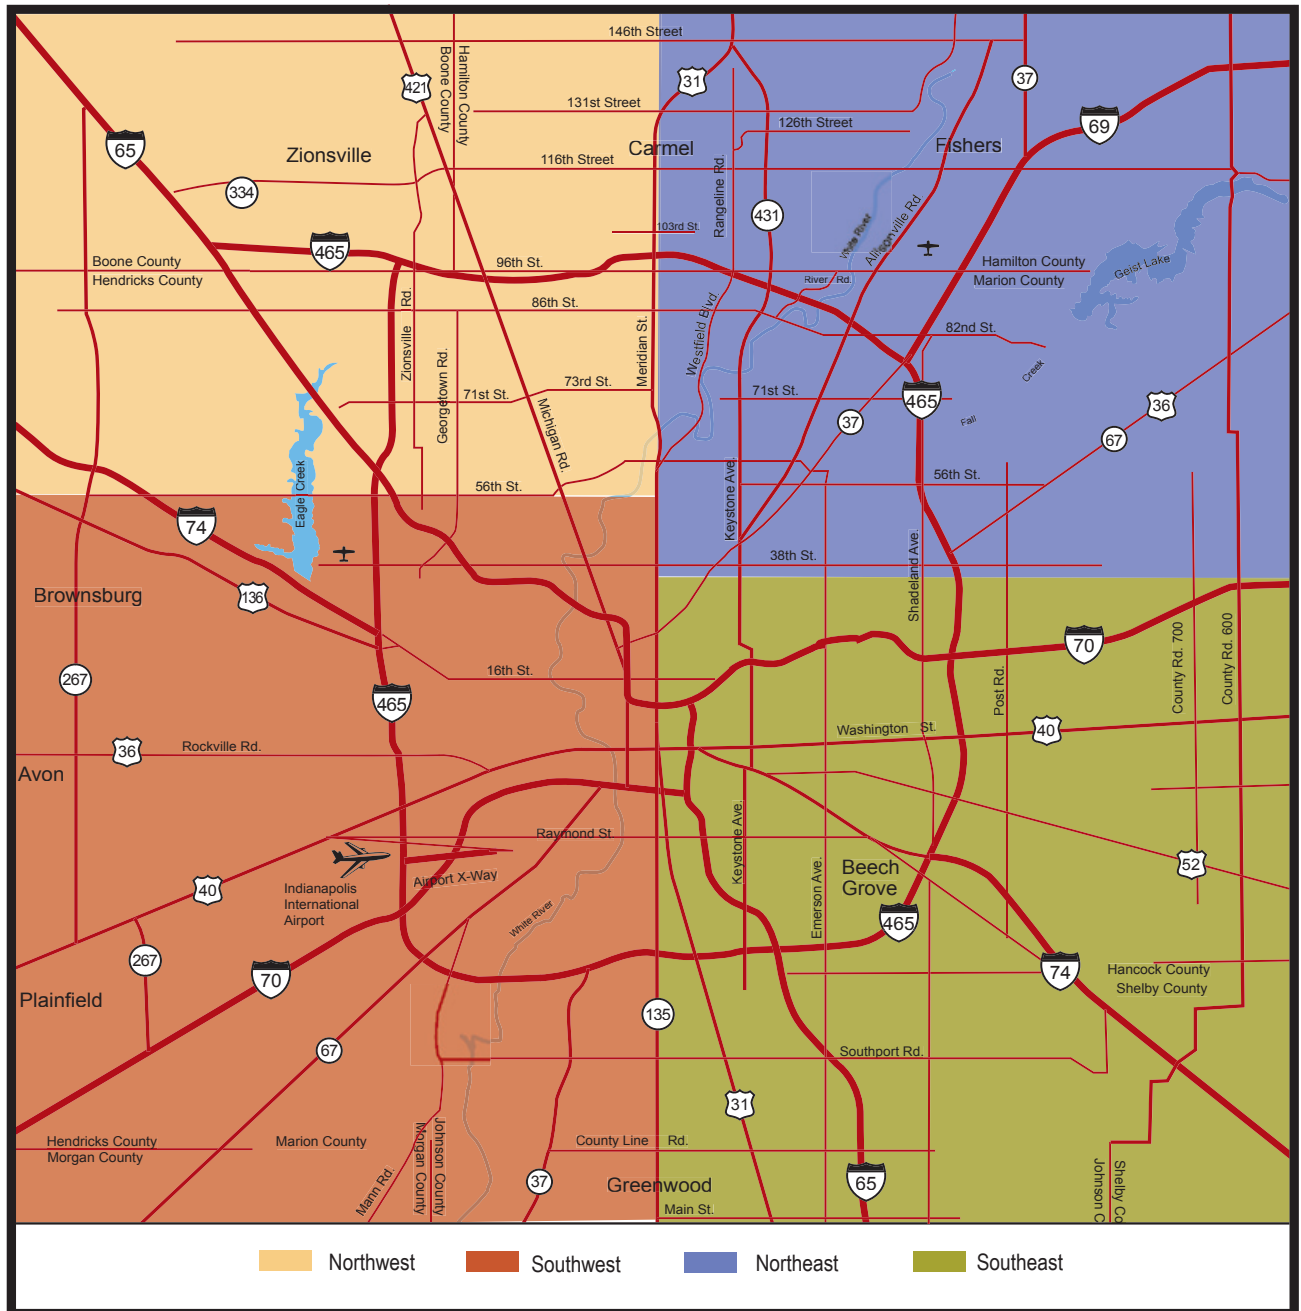 146th Street
421
Hamilton County
Boone County
31
37
131st Street
126th Street
69
65
Zionsville
Carmel
Fishers
116th Street
334
Rangeline Rd.
431
White River
Allisonville Rd
103rd St.
465
96th St.
Boone County
Hendricks County
Hamilton County
Marion County
Geist Lake
River Rd.
86th St.
82nd St.
Zionsville Rd.
Georgetown Rd.
Meridian St.
Westfield Blvd.
73rd St.
71st St.
71st St.
Michigan Rd.
Creek
Fall
465
36
37
67
Eagle Creek
56th St.
56th St.
Keystone Ave.
74
38th St.
Shadeland Ave.
Brownsburg
136
70
County Rd. 700
County Rd. 600
267
16th St.
465
Post Rd.
Washington St.
40
36
Rockville Rd.
Avon
Raymond St
Keystone Ave.
Emerson Ave.
Beech
Grove
52
Airport X-Way
40
Indianapolis
International
Airport
White River
465
267
70
74
Hancock County
Shelby County
Plainfield
135
67
Southport Rd.
31
Hendricks County
Morgan County
Marion County
Morgan County
Johnson County
County Line Rd.
Mann Rd.
37
Greenwood
65
Johnson C
Shelby Co
Main St.
Northwest
Southwest
Northeast
Southeast